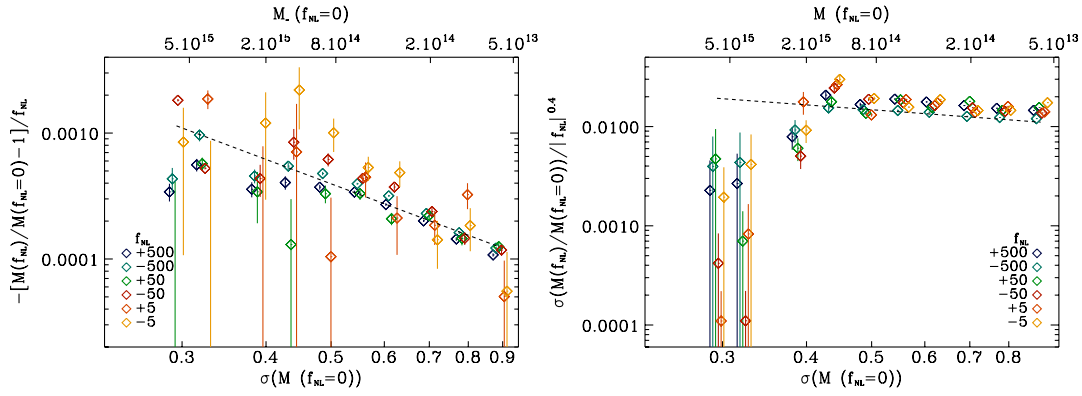 M_ (f_NL=0)
5.10^15 2.10^15 8.10^14 2.10^14 5.10^13
−[M(f_NL)/M(f_NL=0)−1]/f_NL
0.0010
0.0001
f_NL
+500
−500
+50
−50
+5
−5
0.3 0.4 0.5 0.6 0.7 0.8 0.9
σ(M (f_NL=0))
M (f_NL=0)
5.10^15 2.10^15 8.10^14 2.10^14 5.10^13
σ(M(f_NL)/M(f_NL=0))/|f_NL|^0.4
0.0100
0.0010
0.0001
f_NL
+500
−500
+50
−50
+5
−5
0.3 0.4 0.5 0.6 0.7 0.8
σ(M (f_NL=0))